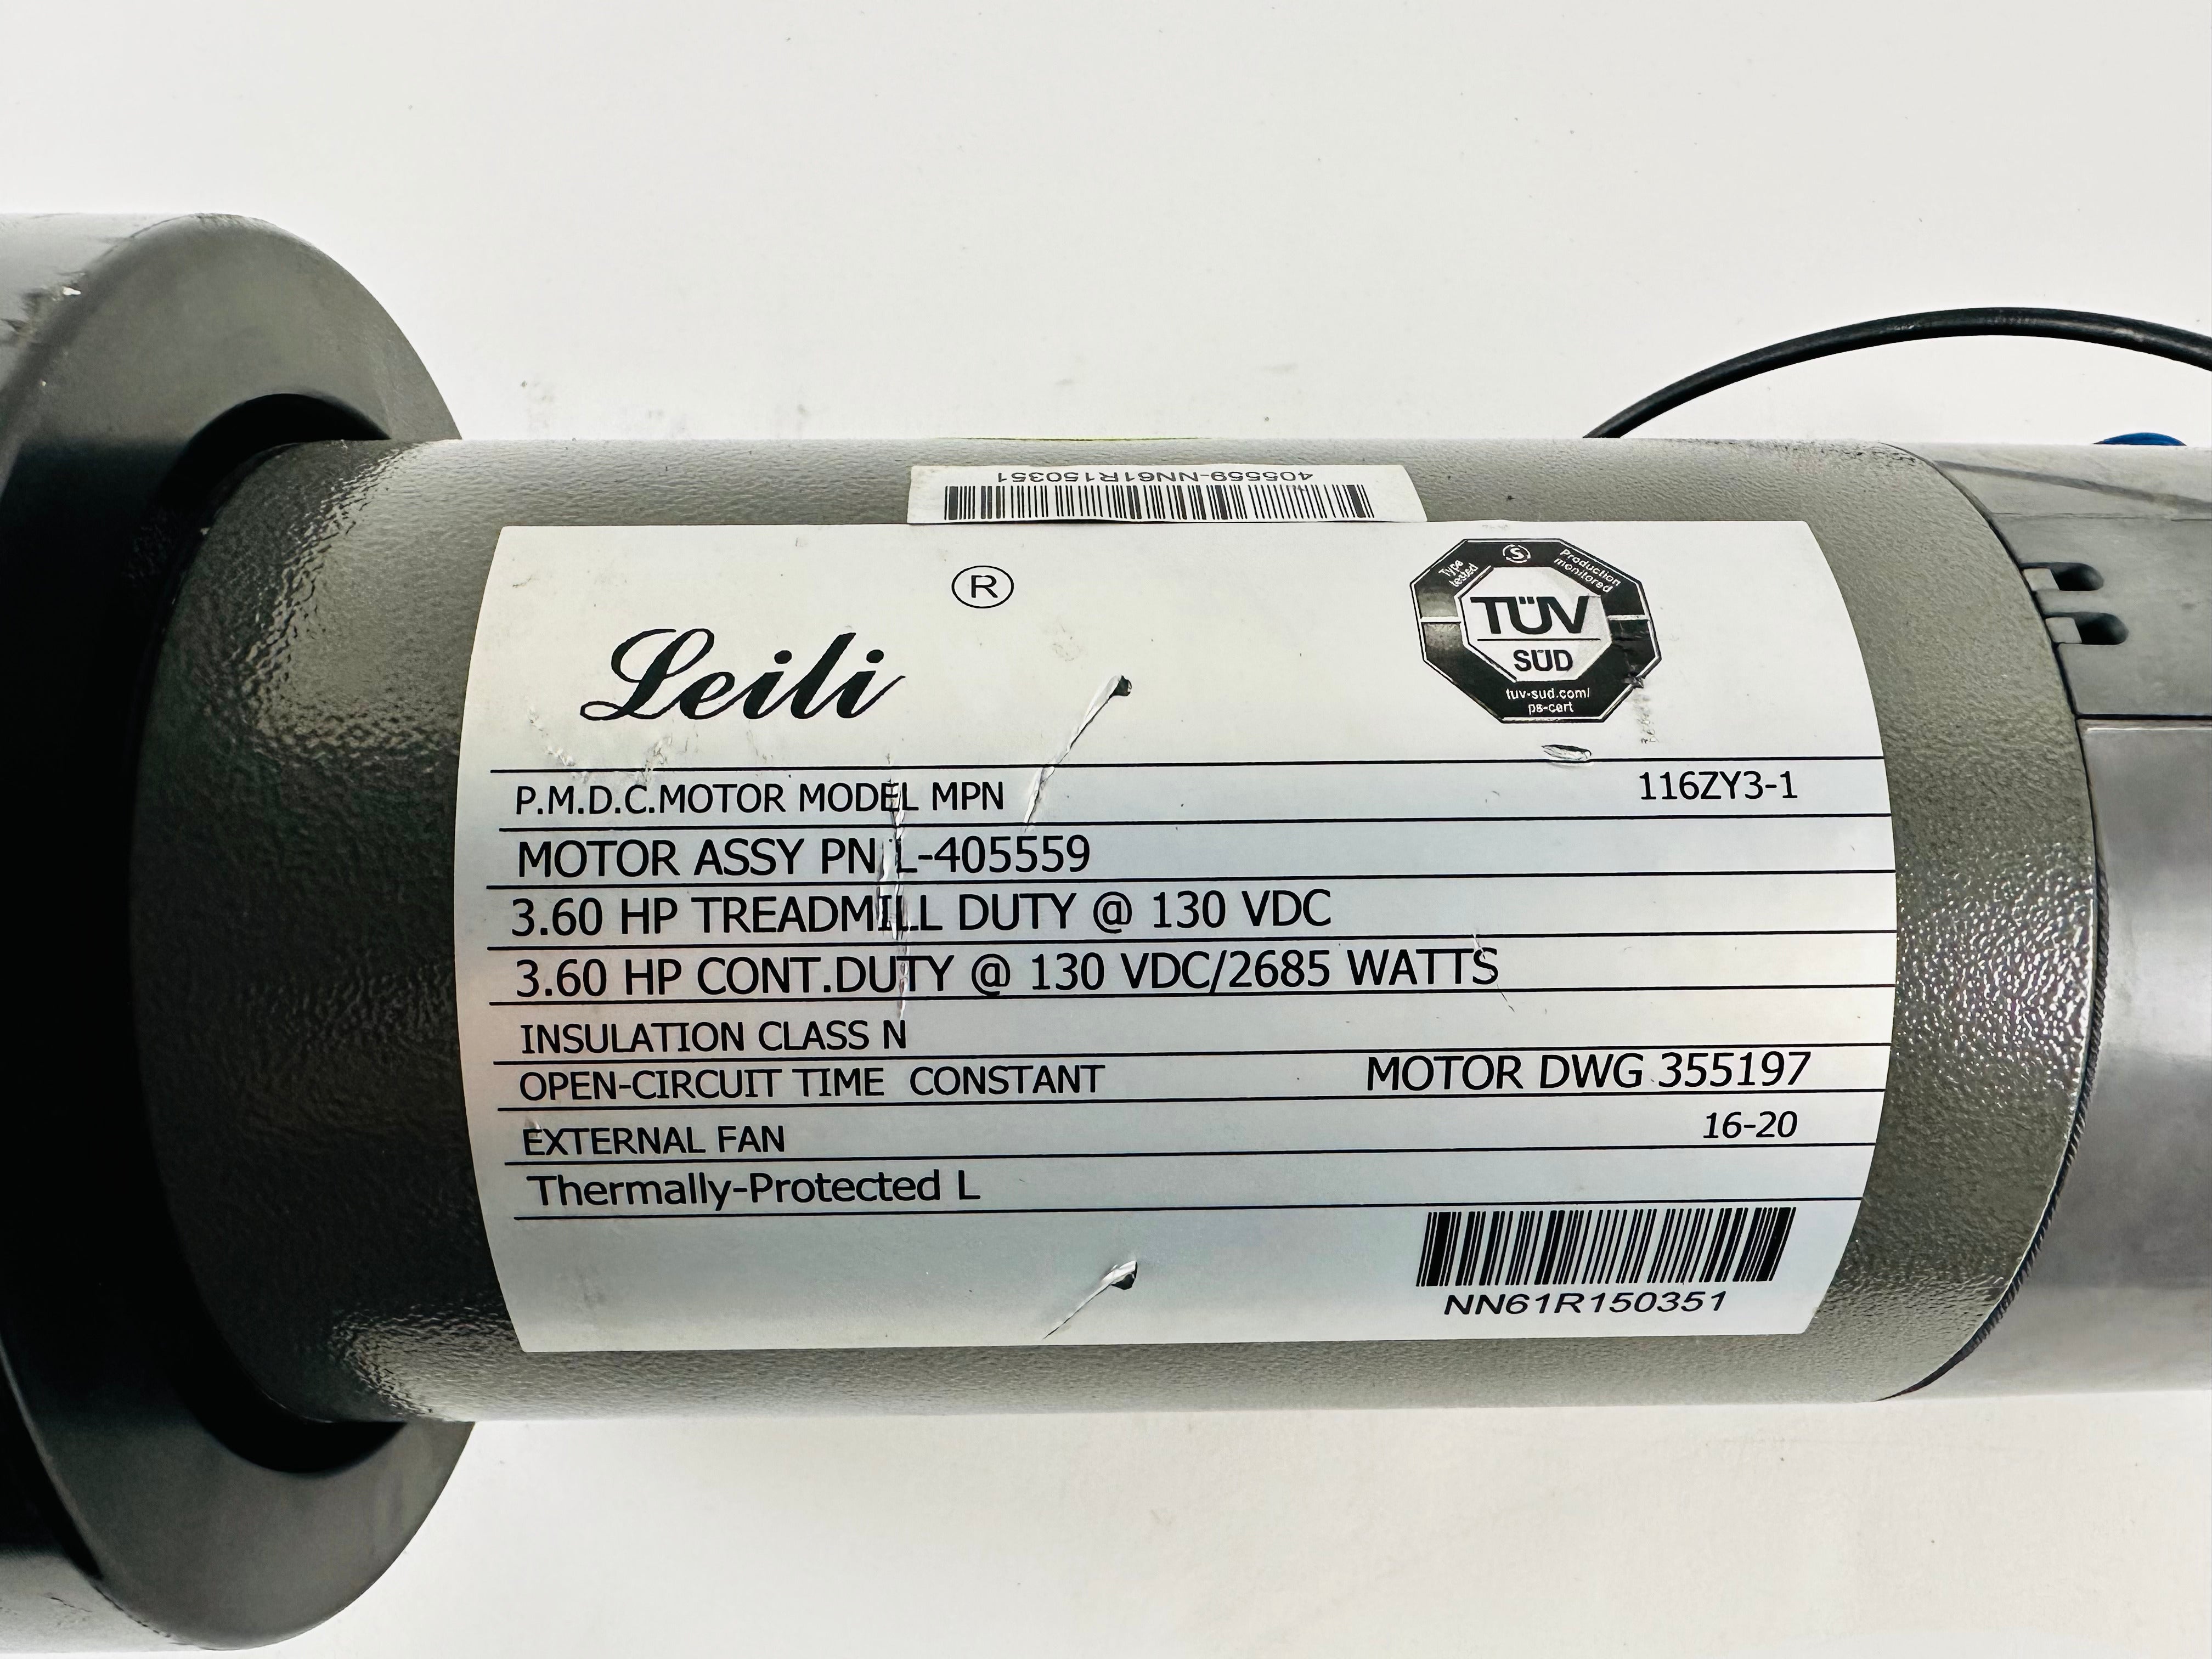 405559-NN61R150351
®
Leili
Type tested
S
Production monitored
TÜV
SÜD
tuv-sud.com/
ps-cert
P.M.D.C.MOTOR MODEL MPN 116ZY3-1
MOTOR ASSY PN L-405559
3.60 HP TREADMILL DUTY @ 130 VDC
3.60 HP CONT.DUTY @ 130 VDC/2685 WATTS
INSULATION CLASS N
OPEN-CIRCUIT TIME CONSTANT MOTOR DWG 355197
EXTERNAL FAN 16-20
Thermally-Protected L
NN61R150351